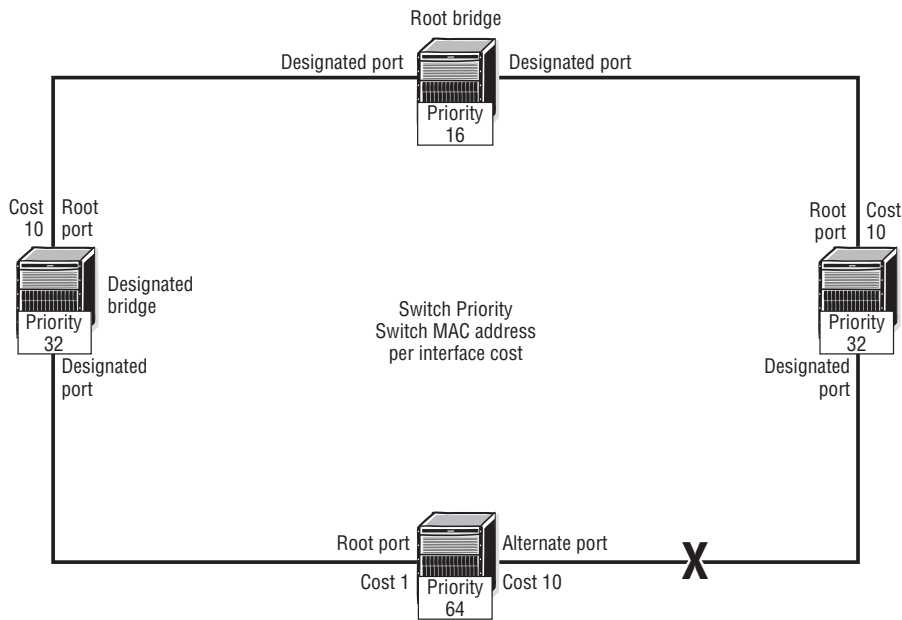 Root bridge
Designated port
Designated port
Priority
16
Cost
10
Root
port
Root
port
Cost
10
Designated
bridge
Priority
32
Switch Priority
Switch MAC address
per interface cost
Priority
32
Designated
port
Designated
port
Root port
Alternate port
X
Cost 1
Priority
64
Cost 10